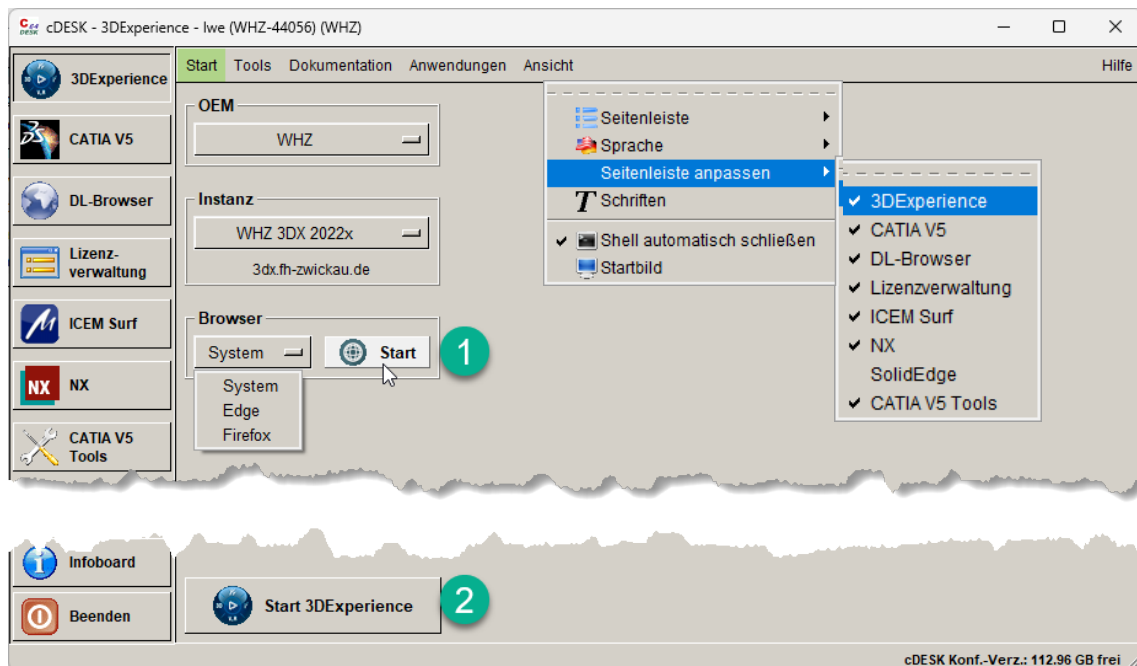 CE4
DESK
cDESK - 3DExperience - lwe (WHZ-44056) (WHZ)
3DExperience
CATIA V5
DL-Browser
Lizenz-
verwaltung
ICEM Surf
NX
NX
CATIA V5
Tools
Infoboard
Beenden
Start Tools Dokumentation Anwendungen Ansicht Hilfe
OEM
WHZ
Instanz
WHZ 3DX 2022x
3dx.fh-zwickau.de
Browser
System
Start
1
System
Edge
Firefox
Seitenleiste
Sprache
Seitenleiste anpassen
T Schriften
Shell automatisch schließen
Startbild
3DExperience
CATIA V5
DL-Browser
Lizenzverwaltung
ICEM Surf
NX
SolidEdge
CATIA V5 Tools
Start 3DExperience
2
cDESK Konf.-Verz.: 112.96 GB frei